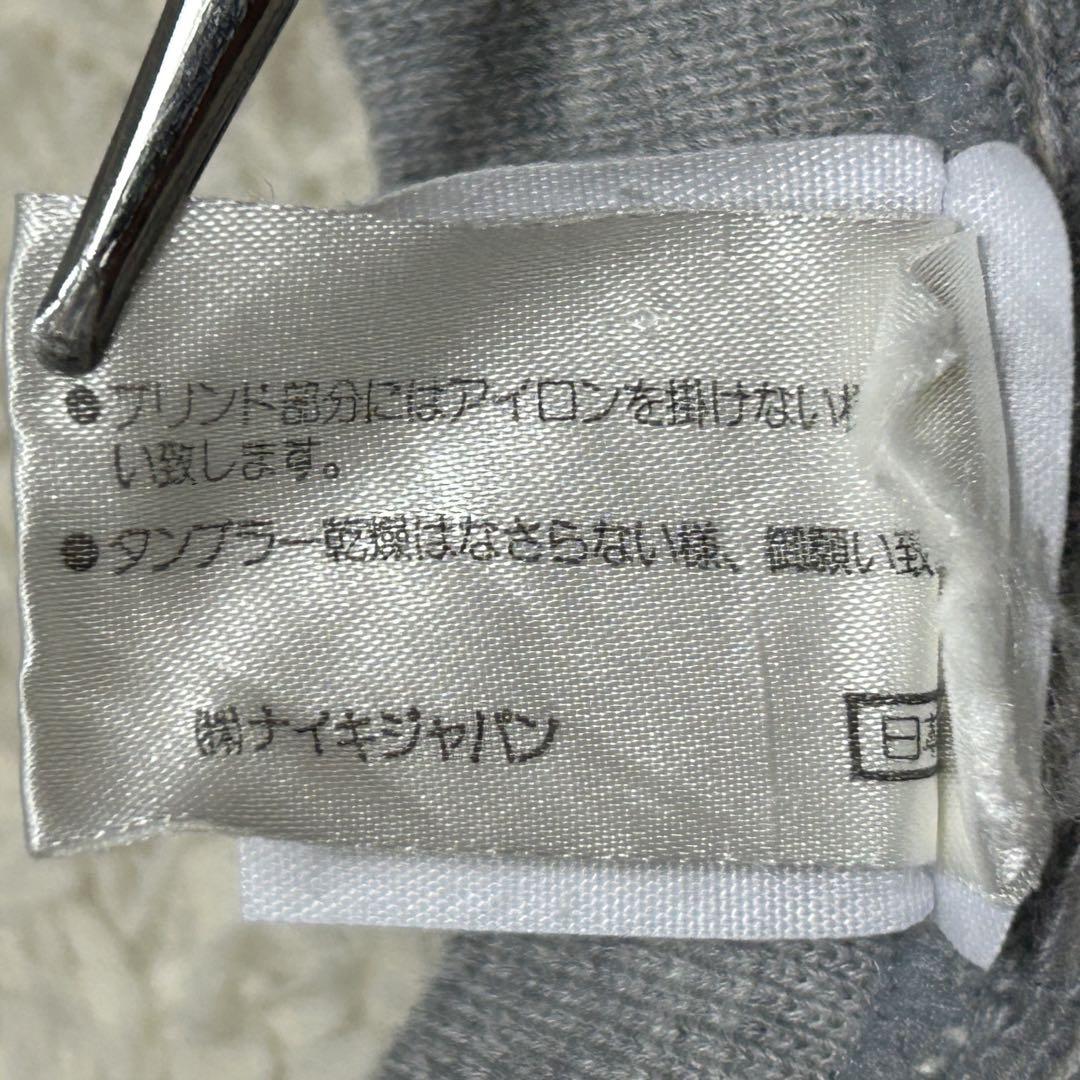 ●プリント部分にはアイロンを掛けない様
い致します。
●タンブラー乾燥はなさらない様、御願い致
㈱ナイキジャパン
日